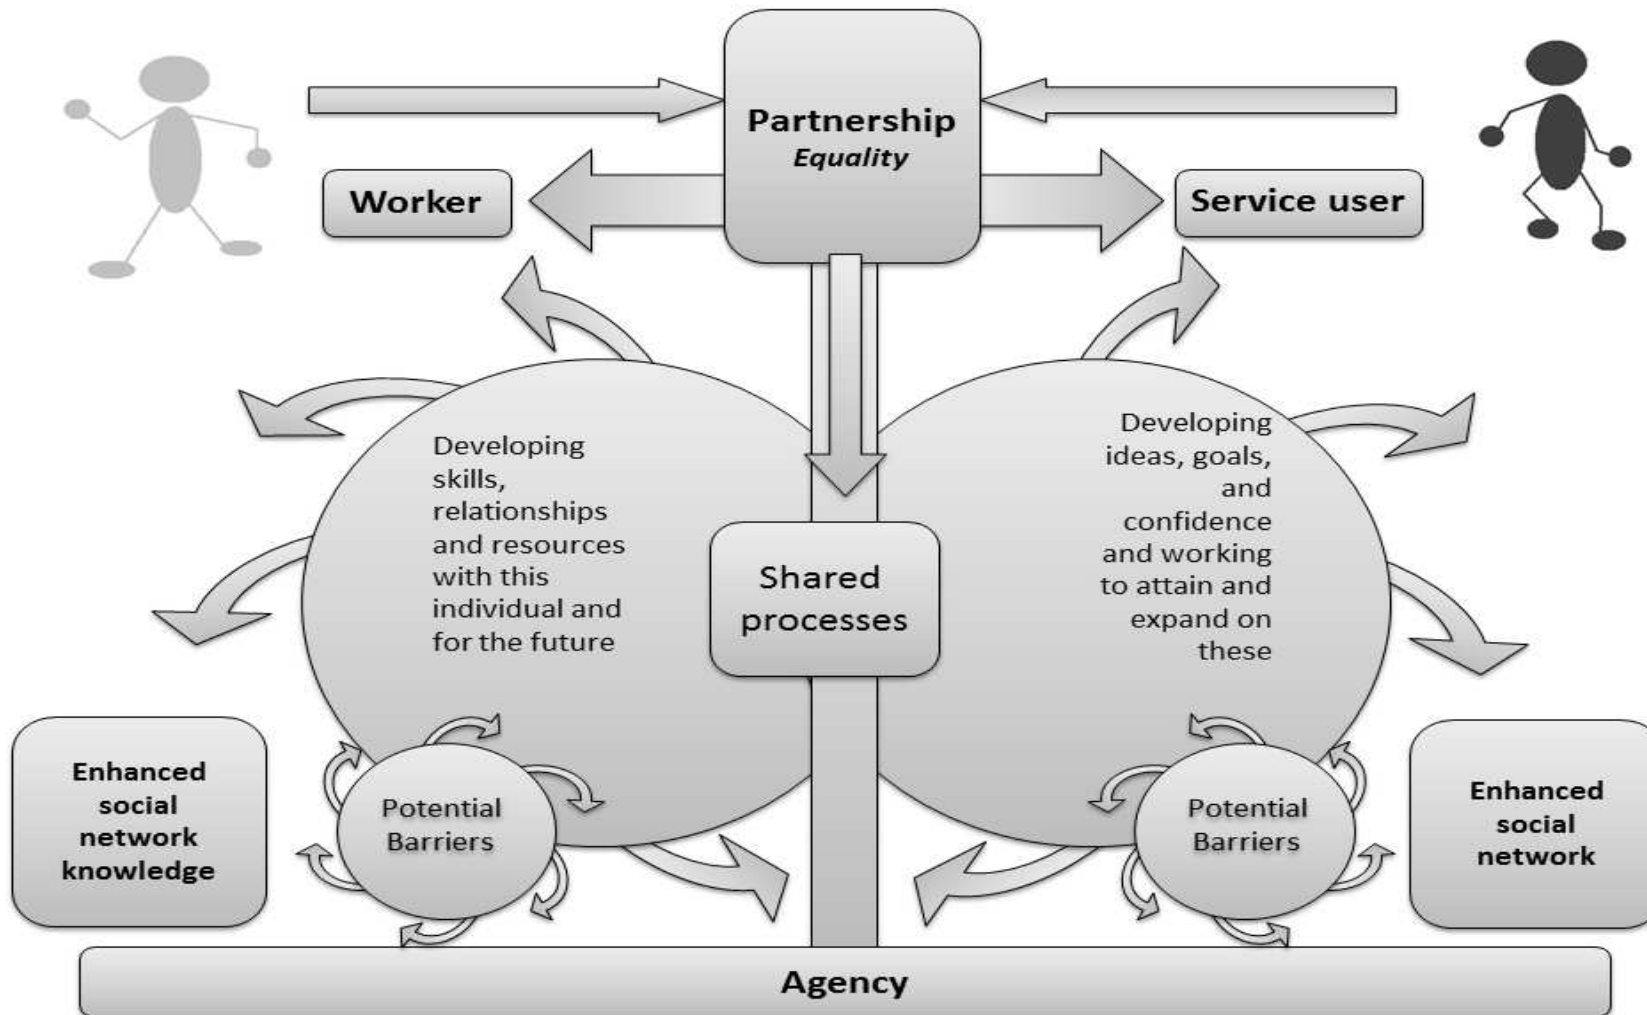 Partnership
Equality
Worker
Service user
Developing
skills,
relationships
and resources
with this
individual and
for the future
Developing
ideas, goals,
and
confidence
and working
to attain and
expand on
these
Shared
processes
Enhanced
social
network
knowledge
Potential
Barriers
Potential
Barriers
Enhanced
social
network
Agency